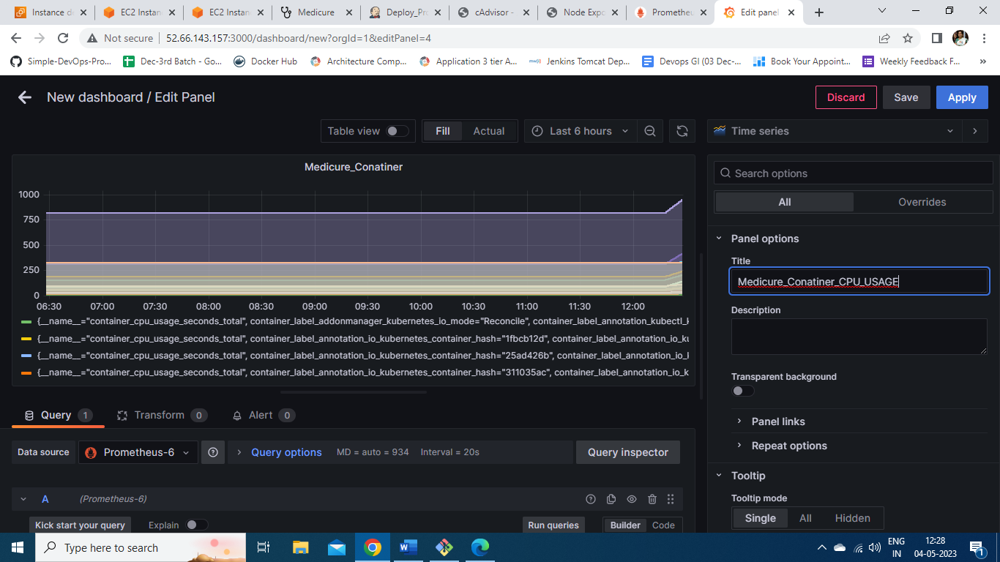 Instance de
EC2 Instan
EC2 Instan
Medicure
Deploy_Pro
cAdvisor -
Node Expo
Prometheu
Edit panel
Not secure
52.66.143.157:3000/dashboard/new?orgId=1&editPanel=4
Simple-DevOps-Pro...
Dec-3rd Batch - Go...
Docker Hub
Architecture Comp...
Application 3 tier A...
Jenkins Tomcat Dep...
Devops GI (03 Dec-...
Book Your Appoint...
Weekly Feedback F...
»
New dashboard / Edit Panel
Discard
Save
Apply
Table view
Fill
Actual
Last 6 hours
Time series
Medicure_Conatiner
1000
750
500
250
0
06:30
07:00
07:30
08:00
08:30
09:00
09:30
10:00
10:30
11:00
11:30
12:00
{__name__="container_cpu_usage_seconds_total", container_label_addonmanager_kubernetes_io_mode="Reconcile", container_label_annotation_kubectl_k
{__name__="container_cpu_usage_seconds_total", container_label_annotation_io_kubernetes_container_hash="1fbcb12d", container_label_annotation_io_ku
{__name__="container_cpu_usage_seconds_total", container_label_annotation_io_kubernetes_container_hash="25ad426b", container_label_annotation_io_k
{__name__="container_cpu_usage_seconds_total", container_label_annotation_io_kubernetes_container_hash="311035ac", container_label_annotation_io_k
Search options
All
Overrides
Panel options
Title
Medicure_Conatiner_CPU_USAGE
Description
Transparent background
Panel links
Repeat options
Tooltip
Tooltip mode
Single
All
Hidden
Query 1
Transform 0
Alert 0
Data source
Prometheus-6
Query options
MD = auto = 934
Interval = 20s
Query inspector
A
(Prometheus-6)
Kick start your query
Explain
Run queries
Builder
Code
Type here to search
ENG
IN
12:28
04-05-2023
1